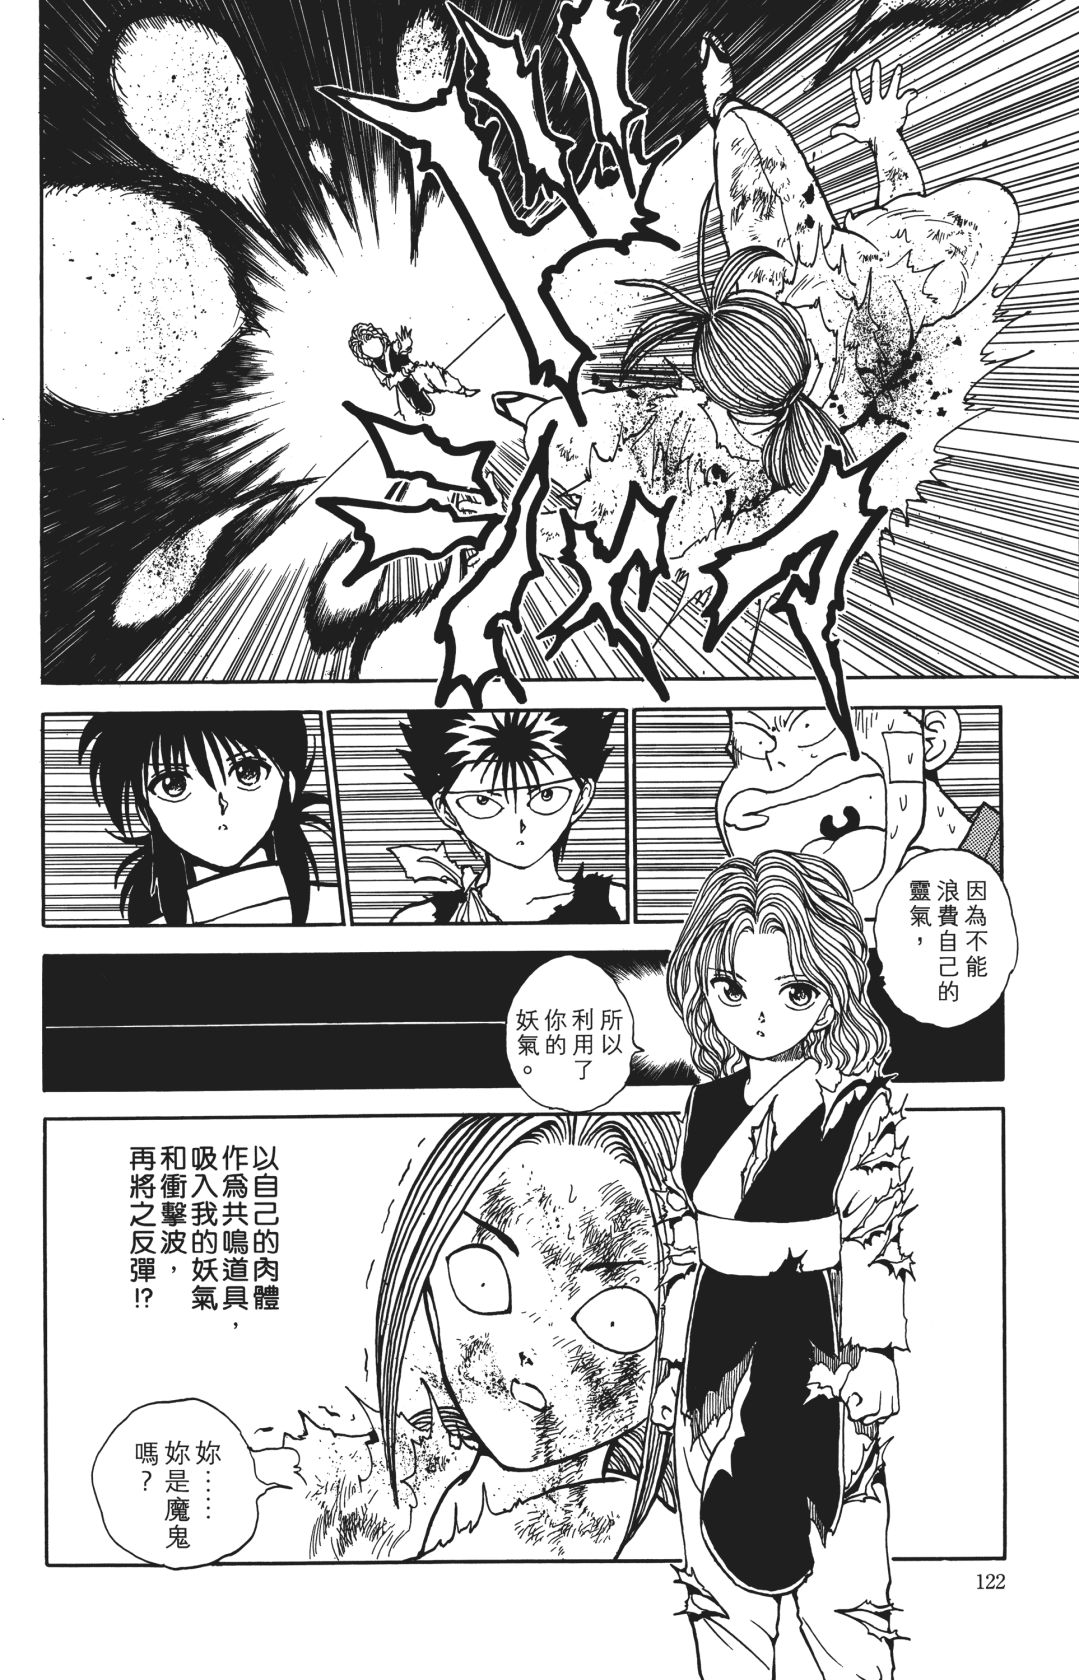 因為不能
浪費自己的
靈氣，
所以
利用了
你的
妖氣。
以自己的肉體
作為共鳴道具，
吸入我的妖氣
和衝擊波，
再將之反彈!?
妳……
妳是魔鬼
嗎？
122